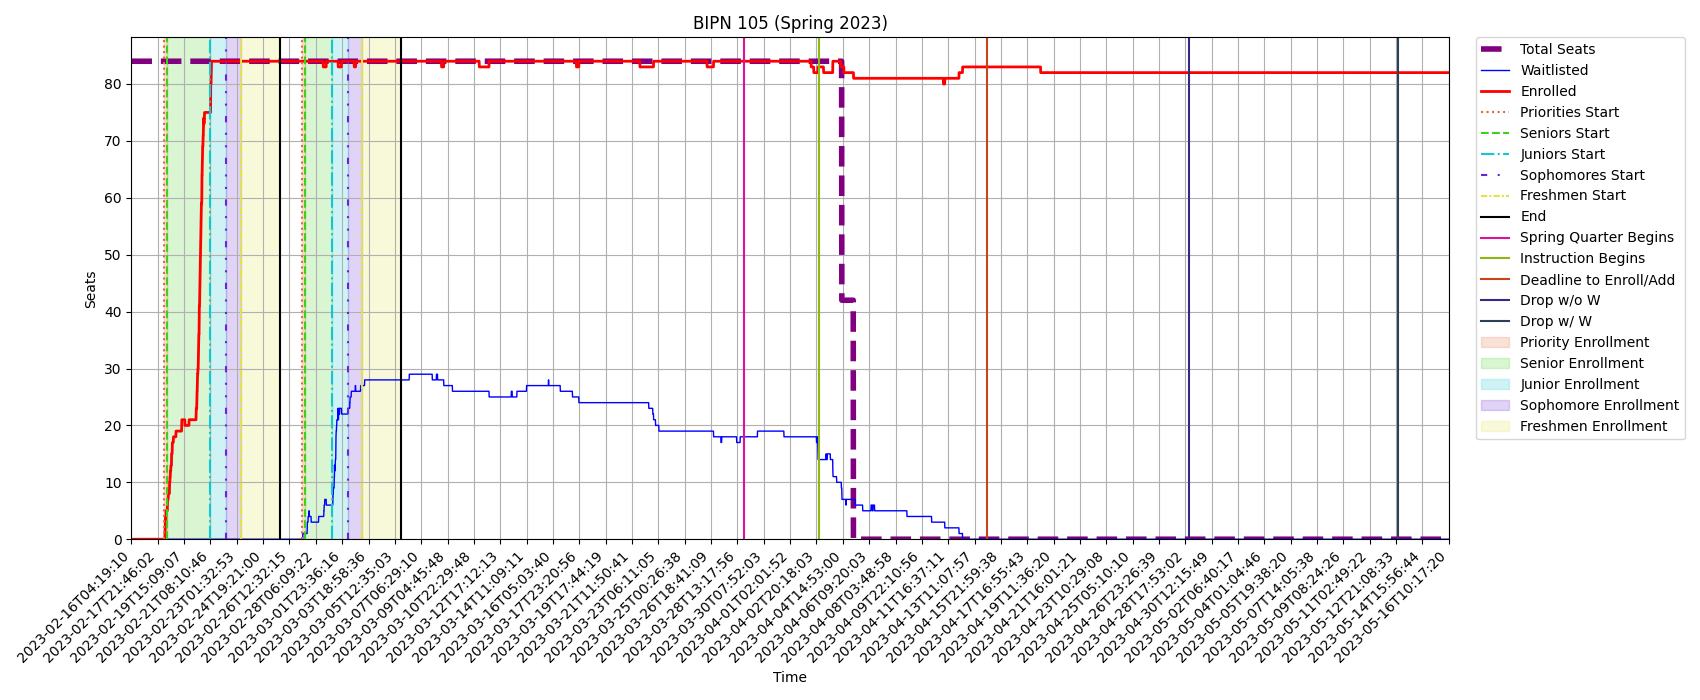 BIPN 105 (Spring 2023)
Seats
80
70
60
50
40
30
20
10
0
2023-02-16T04:19:10
2023-02-17T21:46:02
2023-02-19T15:09:07
2023-02-21T08:10:46
2023-02-23T01:32:53
2023-02-24T19:21:00
2023-02-26T12:32:15
2023-02-28T06:09:22
2023-03-01T23:36:16
2023-03-03T18:58:36
2023-03-05T12:35:03
2023-03-07T06:29:10
2023-03-09T04:45:48
2023-03-10T22:29:48
2023-03-12T17:12:13
2023-03-14T11:09:11
2023-03-16T05:03:40
2023-03-17T23:20:56
2023-03-19T17:44:19
2023-03-21T11:50:41
2023-03-23T06:11:05
2023-03-25T00:26:38
2023-03-26T18:41:09
2023-03-28T13:17:56
2023-03-30T07:52:03
2023-04-01T02:01:52
2023-04-02T20:18:03
2023-04-04T14:53:00
2023-04-06T09:20:03
2023-04-08T03:48:58
2023-04-09T22:10:56
2023-04-11T16:37:11
2023-04-13T11:07:57
2023-04-15T21:59:38
2023-04-17T16:55:43
2023-04-19T11:36:20
2023-04-21T06:01:21
2023-04-23T10:29:08
2023-04-25T05:10:16
2023-04-26T23:26:39
2023-04-28T17:53:02
2023-04-30T12:15:49
2023-05-02T06:40:17
2023-05-04T01:04:46
2023-05-05T19:38:20
2023-05-07T14:05:38
2023-05-09T08:24:26
2023-05-11T02:49:22
2023-05-12T21:08:33
2023-05-14T15:56:44
2023-05-16T10:17:20
Time
Total Seats
Waitlisted
Enrolled
Priorities Start
Seniors Start
Juniors Start
Sophomores Start
Freshmen Start
End
Spring Quarter Begins
Instruction Begins
Deadline to Enroll/Add
Drop w/o W
Drop w/ W
Priority Enrollment
Senior Enrollment
Junior Enrollment
Sophomore Enrollment
Freshmen Enrollment